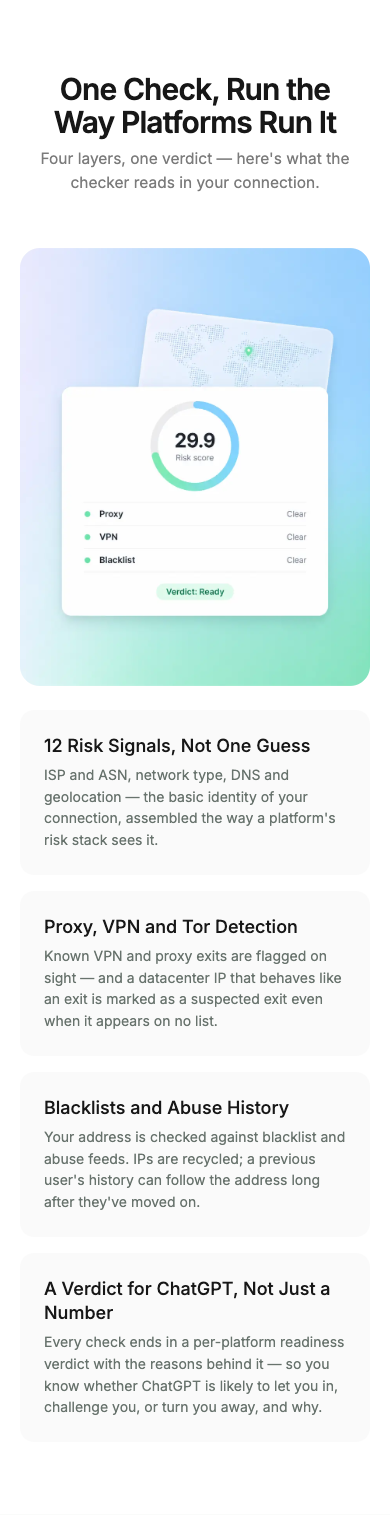 One Check, Run the
Way Platforms Run It
Four layers, one verdict — here's what the
checker reads in your connection.
29.9
Risk score
Proxy Clear
VPN Clear
Blacklist Clear
Verdict: Ready
12 Risk Signals, Not One Guess
ISP and ASN, network type, DNS and
geolocation — the basic identity of your
connection, assembled the way a platform's
risk stack sees it.
Proxy, VPN and Tor Detection
Known VPN and proxy exits are flagged on
sight — and a datacenter IP that behaves like
an exit is marked as a suspected exit even
when it appears on no list.
Blacklists and Abuse History
Your address is checked against blacklist and
abuse feeds. IPs are recycled; a previous
user's history can follow the address long
after they've moved on.
A Verdict for ChatGPT, Not Just a
Number
Every check ends in a per-platform readiness
verdict with the reasons behind it — so you
know whether ChatGPT is likely to let you in,
challenge you, or turn you away, and why.